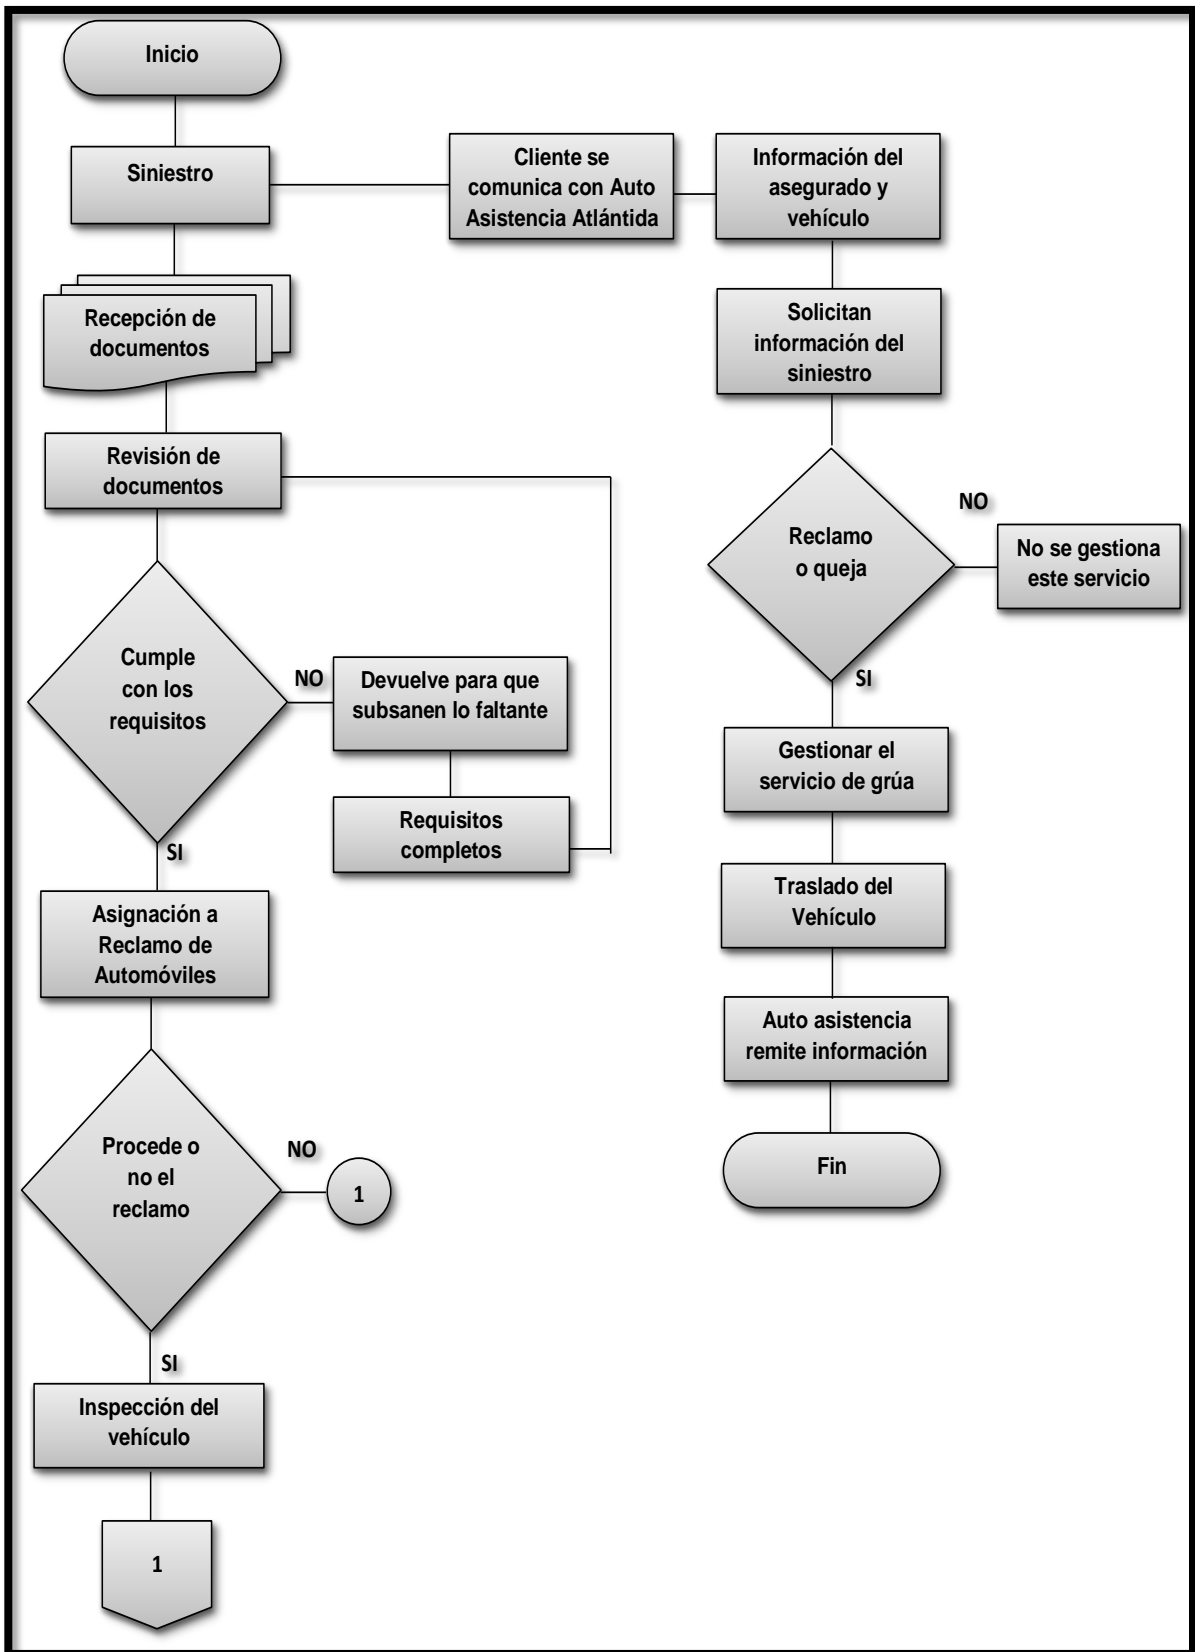 Inicio
Siniestro
Recepción de
documentos
Revisión de
documentos
Cumple
con los
requisitos
NO
Devuelve para que
subsanen lo faltante
Requisitos
completos
SI
Asignación a
Reclamo de
Automóviles
Procede o
no el
reclamo
NO
1
SI
Inspección del
vehículo
1
Cliente se
comunica con Auto
Asistencia Atlántida
Información del
asegurado y
vehículo
Solicitan
información del
siniestro
Reclamo
o queja
NO
No se gestiona
este servicio
SI
Gestionar el
servicio de grúa
Traslado del
Vehículo
Auto asistencia
remite información
Fin